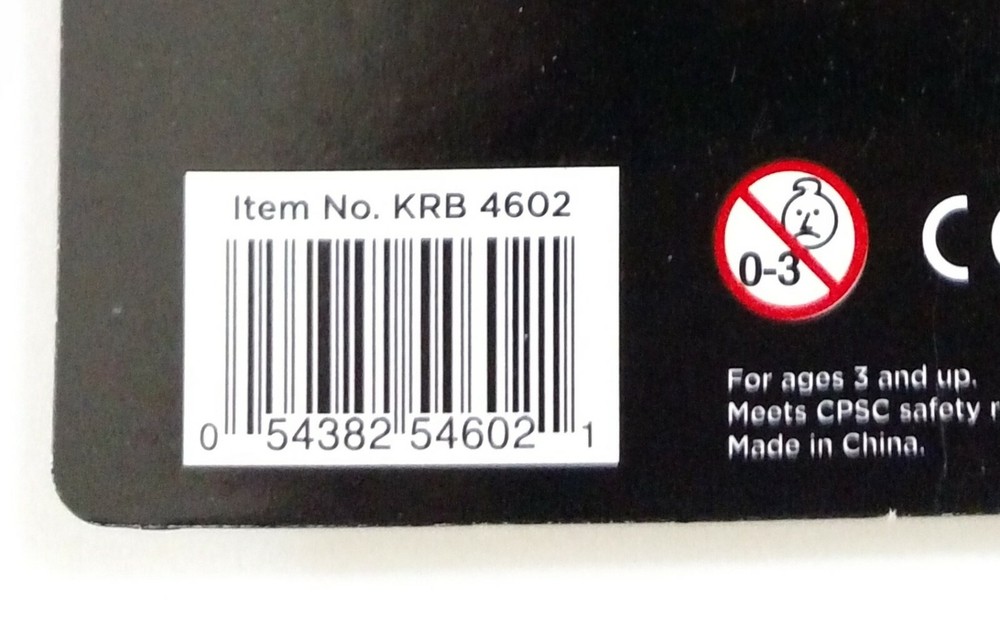 Item No. KRB 4602
0 54382 54602 1
0-3
For ages 3 and up.
Meets CPSC safety
Made in China.